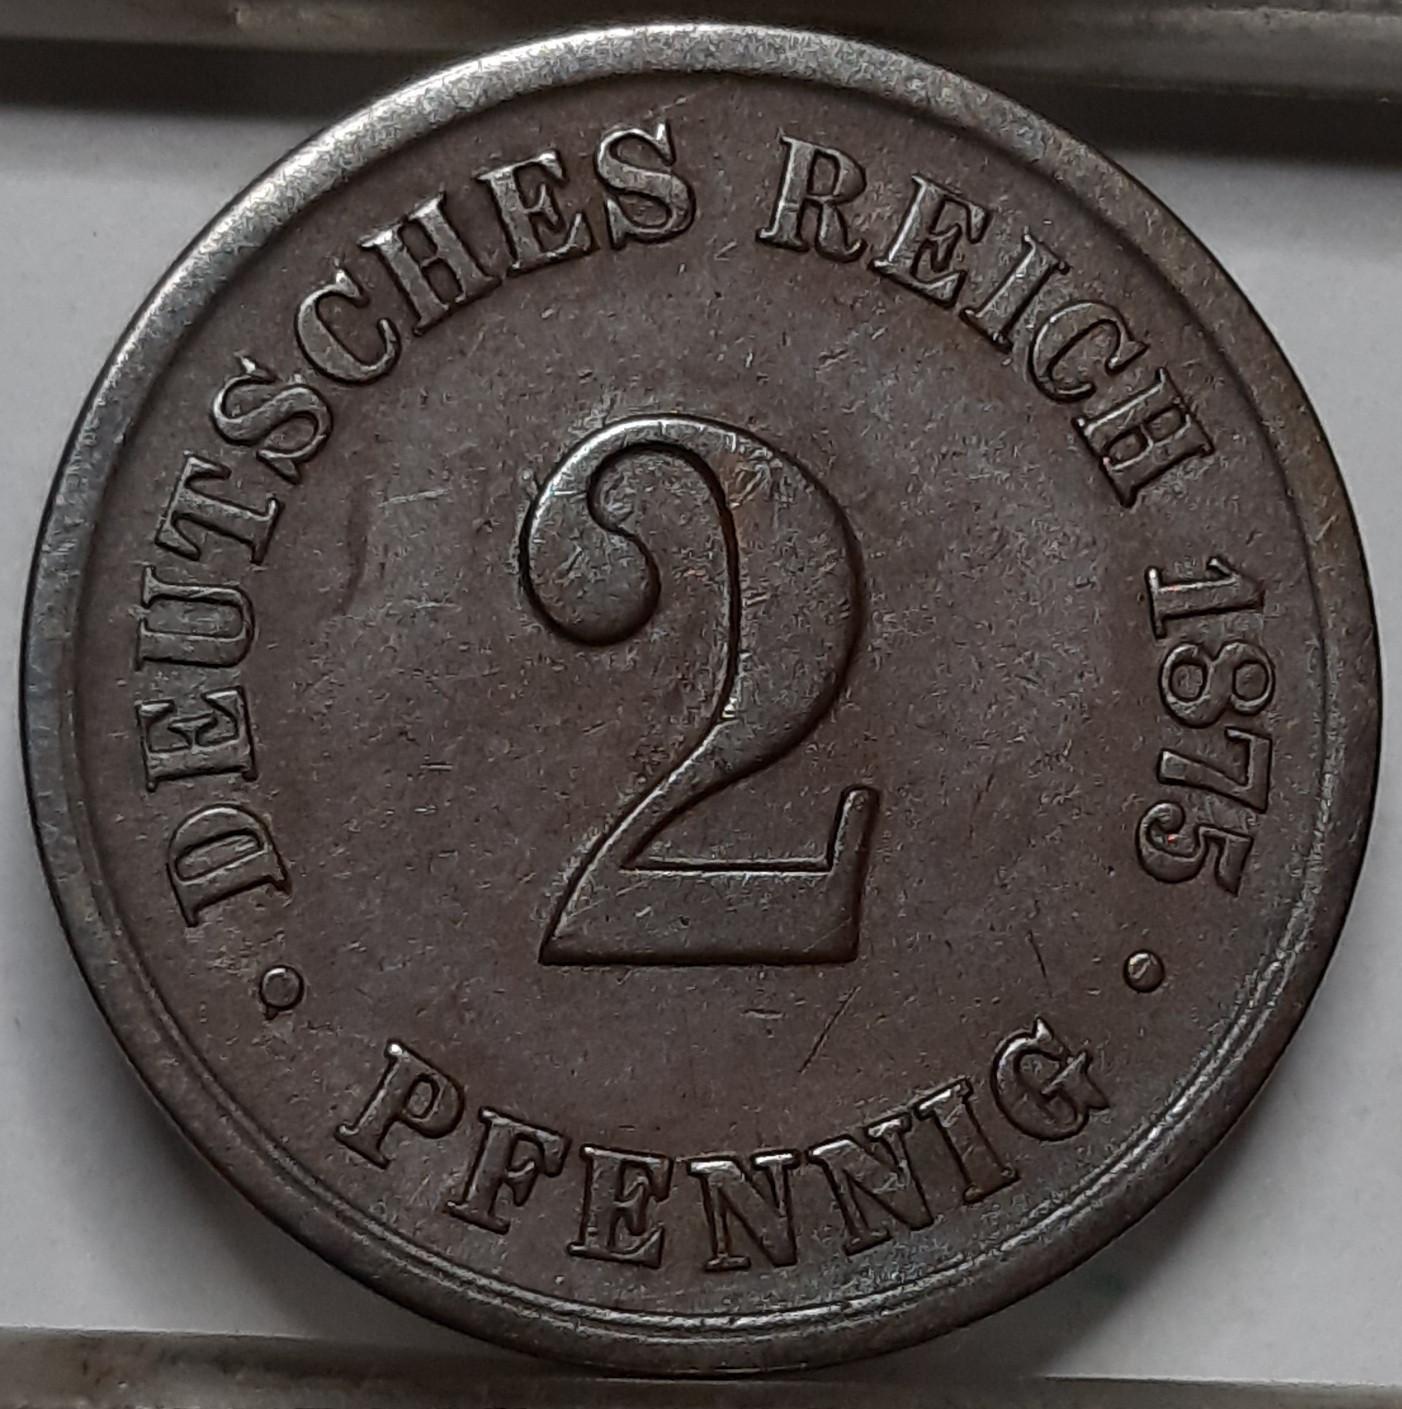 DEUTSCHES REICH 1875
2
• PFENNIG •